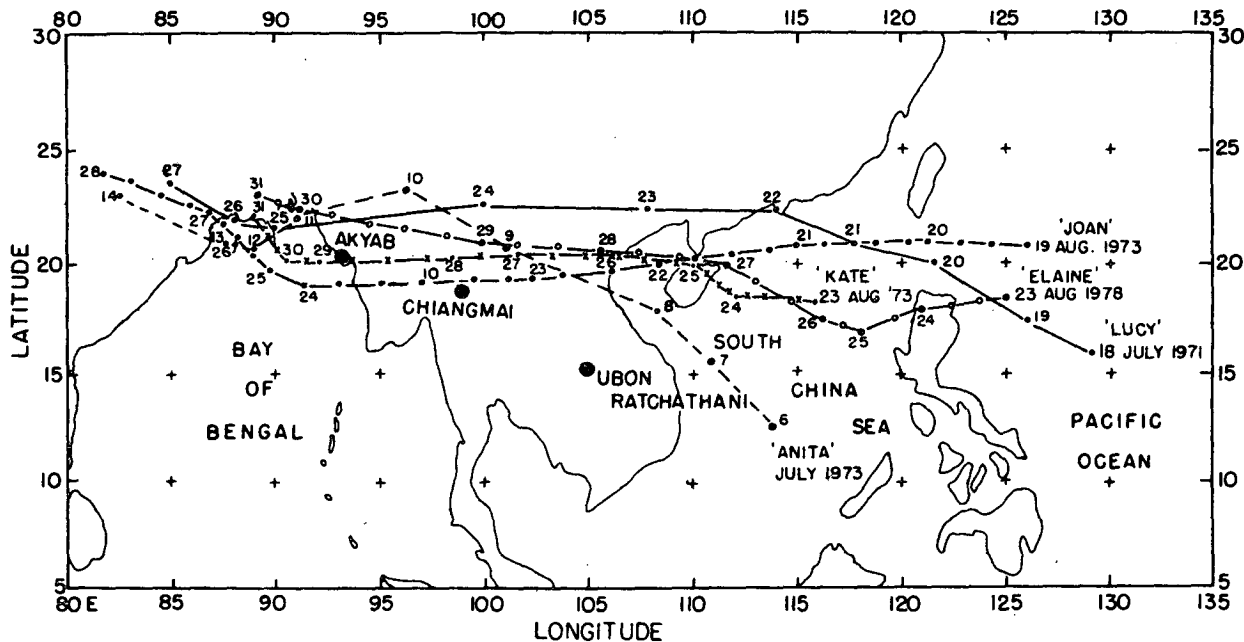 80 85 90 95 100 105 110 115 120 125 130 135
30 30
25 25
20 20
15 15
10 10
5 5
80 E 85 90 95 100 105 110 115 120 125 130 135
LATITUDE
LONGITUDE
28 27 31 30 10 24 23 22
14 26 31 11 25
27 13 12 26 30 29 29 9 28 21 21 20
AKYAB
'JOAN'
19 AUG. 1973
25 24 10 28 27 23 26 22 25 27 20
'KATE'
23 AUG '73
'ELAINE'
23 AUG 1978
CHIANGMAI
8 24 26 25 24 19
'LUCY'
18 JULY 1971
BAY
OF
BENGAL
SOUTH
CHINA
SEA
7
UBON
RATCHATHANI
6
'ANITA'
JULY 1973
PACIFIC
OCEAN